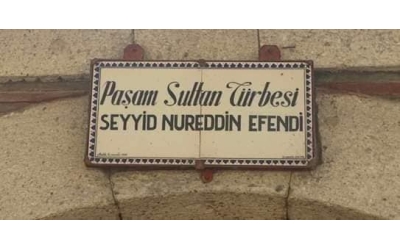 Paşam Sultan Türbesi
SEYYİD NUREDDİN EFENDİ